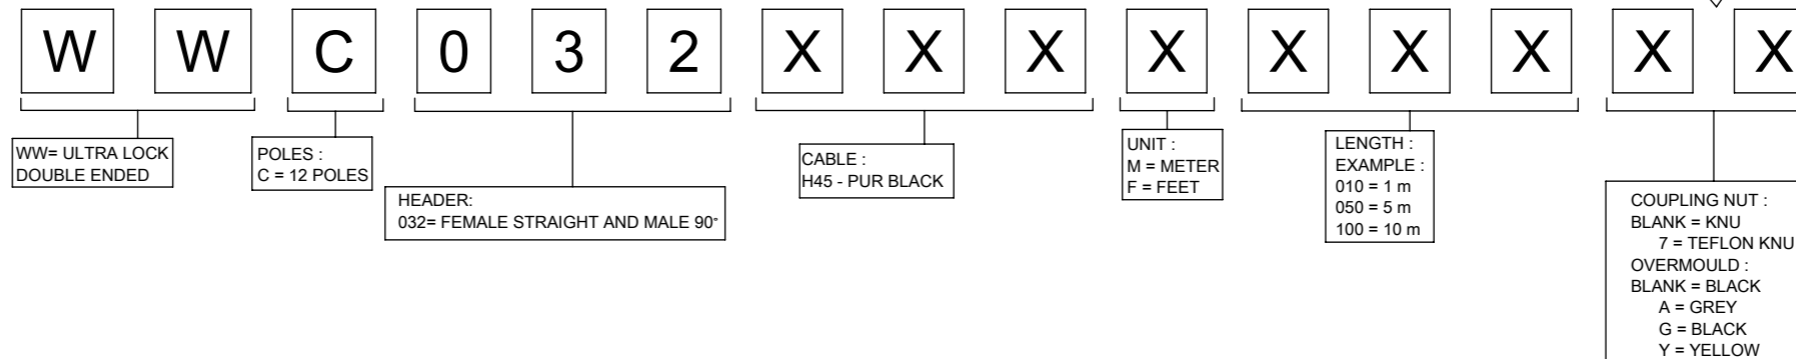 W W C 0 3 2 X X X X X X X X X
WW= ULTRA LOCK
DOUBLE ENDED
POLES :
C = 12 POLES
HEADER:
032= FEMALE STRAIGHT AND MALE 90°
CABLE :
H45 - PUR BLACK
UNIT :
M = METER
F = FEET
LENGTH :
EXAMPLE :
010 = 1 m
050 = 5 m
100 = 10 m
COUPLING NUT :
BLANK = KNU
7 = TEFLON KNU
OVERMOULD :
BLANK = BLACK
A = GREY
G = BLACK
Y = YELLOW